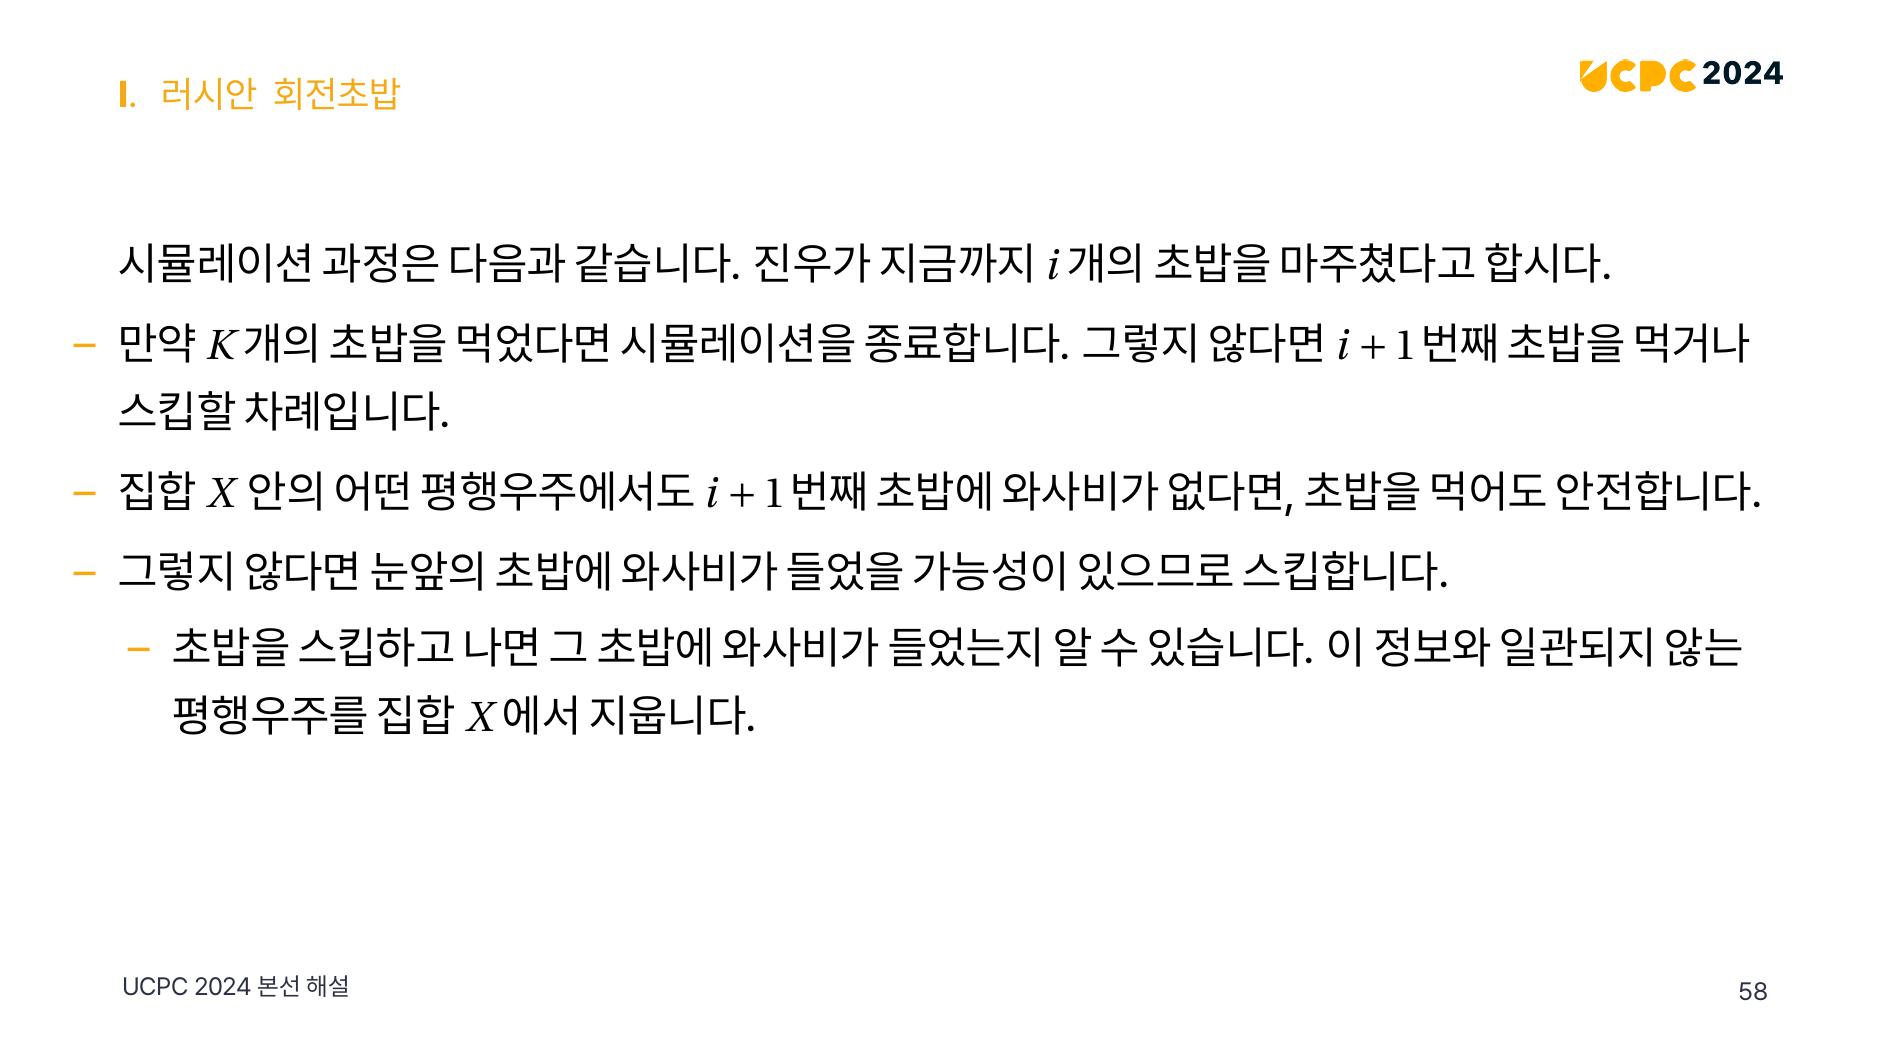 I. 러시안 회전초밥
UCPC 2024
시뮬레이션 과정은 다음과 같습니다. 진우가 지금까지 i개의 초밥을 마주쳤다고 합시다.
– 만약 K개의 초밥을 먹었다면 시뮬레이션을 종료합니다. 그렇지 않다면 i + 1번째 초밥을 먹거나
스킵할 차례입니다.
– 집합 X 안의 어떤 평행우주에서도 i + 1번째 초밥에 와사비가 없다면, 초밥을 먹어도 안전합니다.
– 그렇지 않다면 눈앞의 초밥에 와사비가 들었을 가능성이 있으므로 스킵합니다.
– 초밥을 스킵하고 나면 그 초밥에 와사비가 들었는지 알 수 있습니다. 이 정보와 일관되지 않는
평행우주를 집합 X에서 지웁니다.
UCPC 2024 본선 해설
58